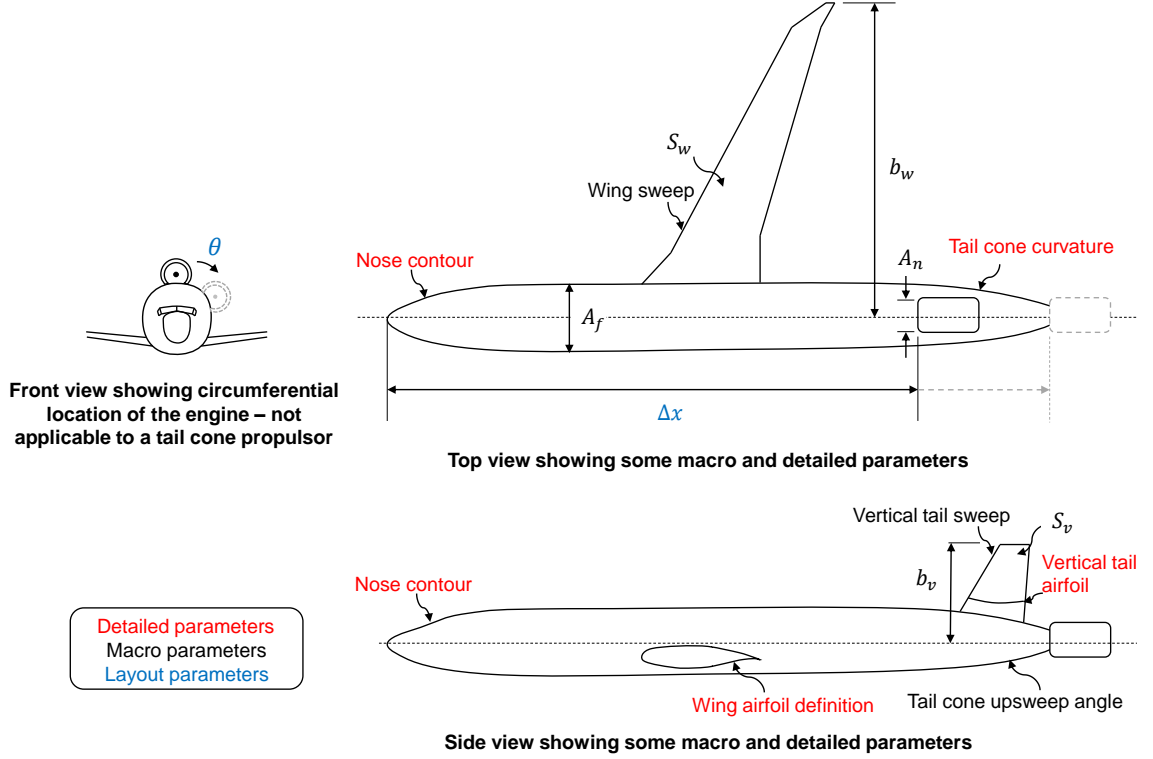 S_w
b_w
Wing sweep
θ
Nose contour
Tail cone curvature
A_n
A_f
Δx
Front view showing circumferential
location of the engine – not
applicable to a tail cone propulsor
Top view showing some macro and detailed parameters
Vertical tail sweep
S_v
b_v
Vertical tail
airfoil
Nose contour
Detailed parameters
Macro parameters
Layout parameters
Wing airfoil definition
Tail cone upsweep angle
Side view showing some macro and detailed parameters